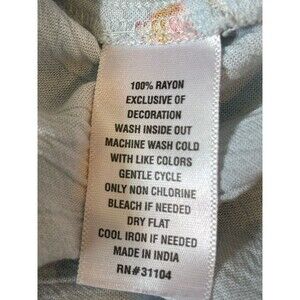 100% RAYON
EXCLUSIVE OF
DECORATION
WASH INSIDE OUT
MACHINE WASH COLD
WITH LIKE COLORS
GENTLE CYCLE
ONLY NON CHLORINE
BLEACH IF NEEDED
DRY FLAT
COOL IRON IF NEEDED
MADE IN INDIA
RN#31104